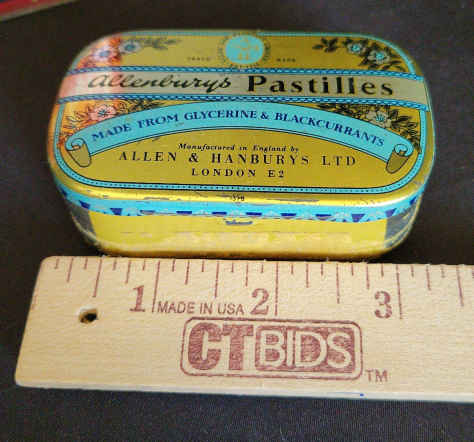 TRADE MARK
Allenburys Pastilles
MADE FROM GLYCERINE & BLACKCURRANTS
Manufactured in England by
ALLEN & HANBURYS LTD
LONDON E2
1 MADE IN USA 2 3
CTBIDS
TM